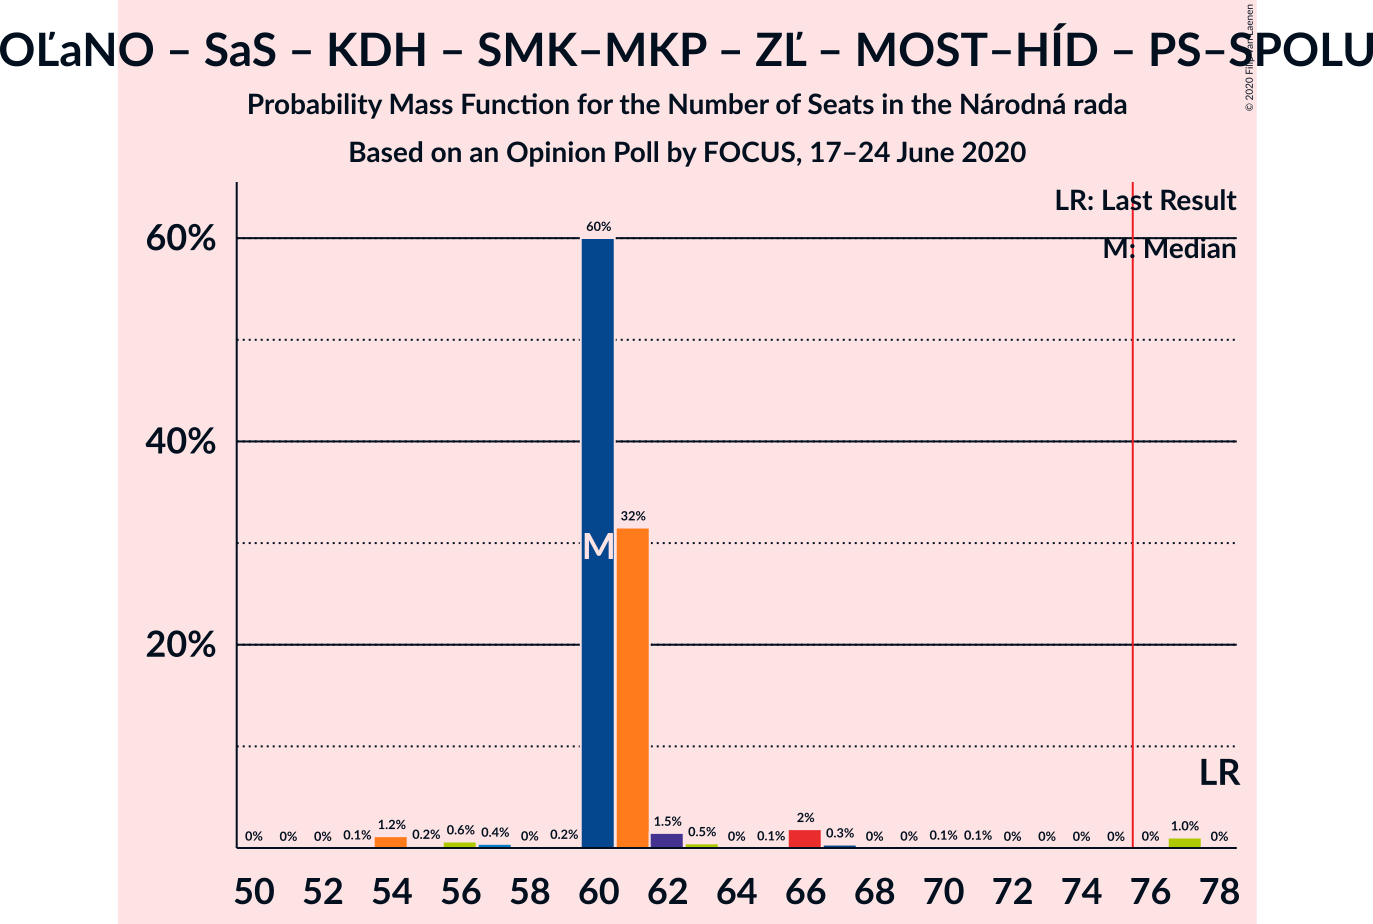 OĽaNO – SaS – KDH – SMK–MKP – ZĽ – MOST–HÍD – PS–SPOLU
© 2020 Filip van Laenen
Probability Mass Function for the Number of Seats in the Národná rada
Based on an Opinion Poll by FOCUS, 17–24 June 2020
LR: Last Result
M: Median
60%
40%
20%
60%
32%
M
LR
0% 0% 0% 0.1% 1.2% 0.2% 0.6% 0.4% 0% 0.2% 1.5% 0.5% 0% 0.1% 2% 0.3% 0% 0% 0.1% 0.1% 0% 0% 0% 0% 0% 1.0% 0%
50 52 54 56 58 60 62 64 66 68 70 72 74 76 78